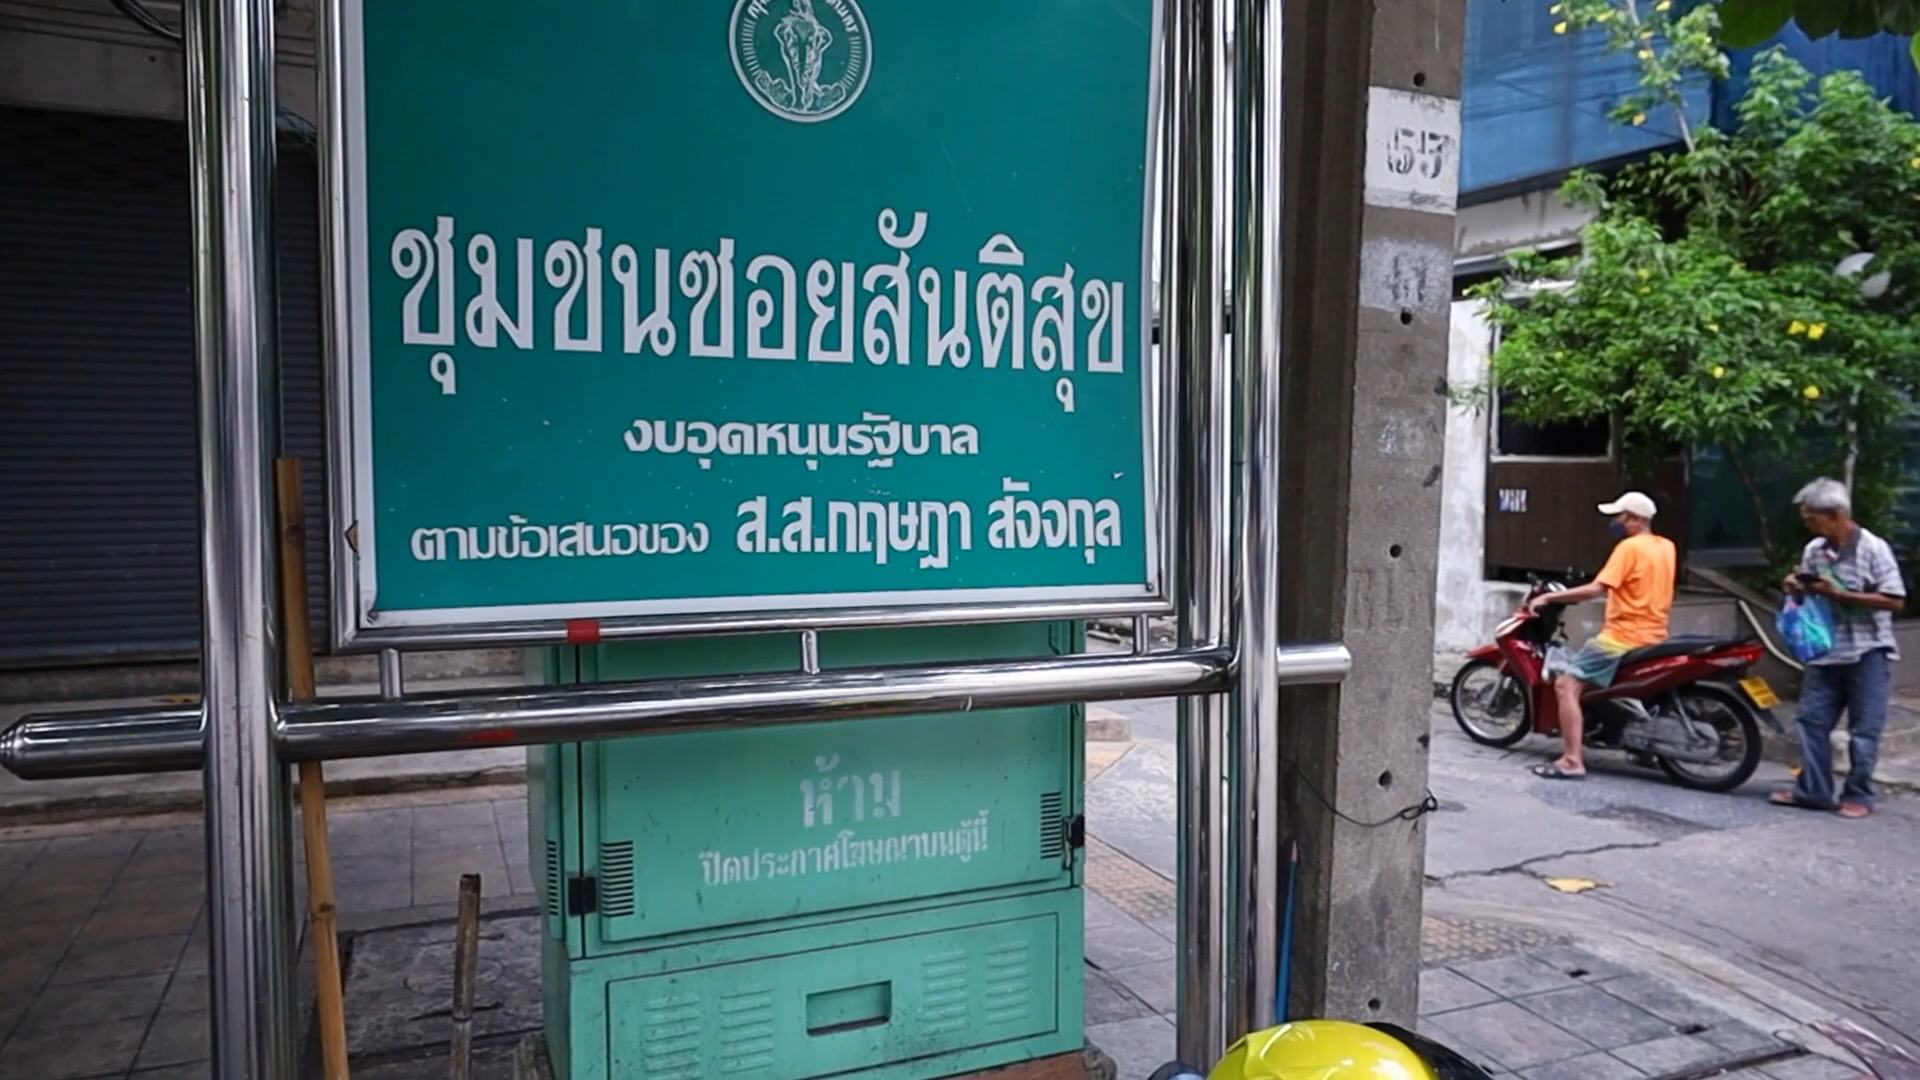 ชุมชนซอยสันติสุข
งบอุดหนุนรัฐบาล
ตามข้อเสนอของ ส.ส.กฤษฎา สัจจกุล
ห้าม
ปิดประกาศโฆษณาบนตู้นี้